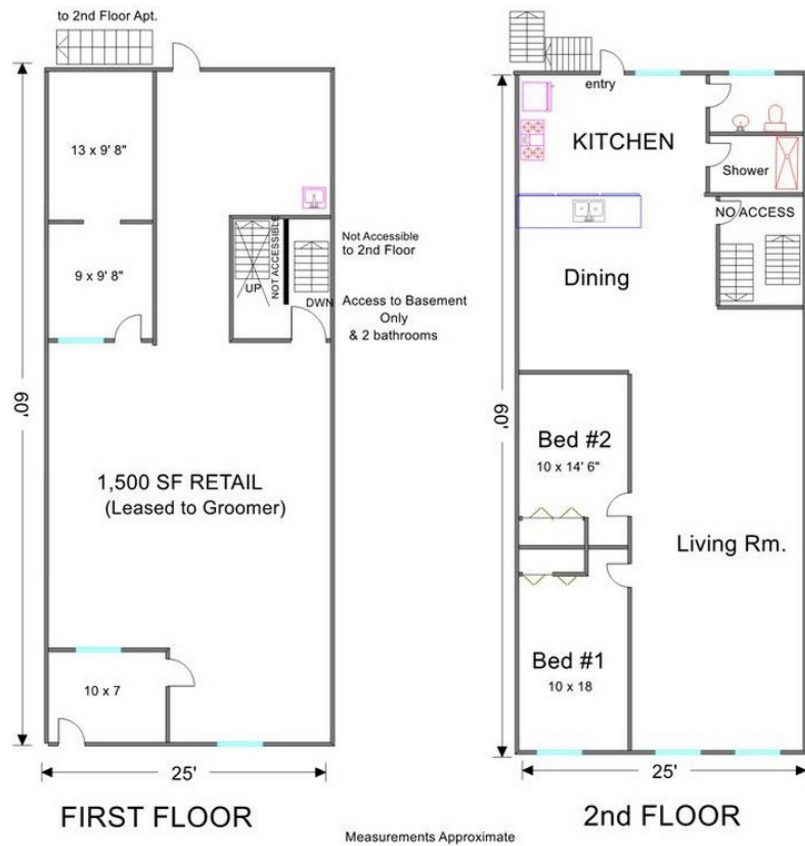 to 2nd Floor Apt.
13 x 9' 8"
9 x 9' 8"
UP
NOT ACCESSIBLE
DWN
Not Accessible
to 2nd Floor
Access to Basement
Only
& 2 bathrooms
60'
1,500 SF RETAIL
(Leased to Groomer)
10 x 7
25'
FIRST FLOOR
entry
KITCHEN
Shower
NO ACCESS
Dining
60'
Bed #2
10 x 14' 6"
Living Rm.
Bed #1
10 x 18
25'
2nd FLOOR
Measurements Approximate